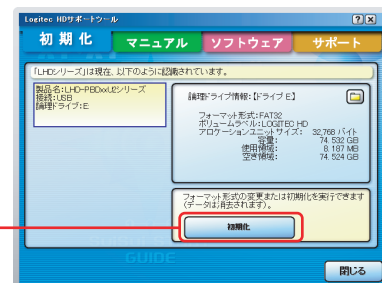 Logitec HDサポートツール
初期化
マニュアル
ソフトウェア
サポート
「LHDシリーズ」は現在、以下のように認識されています。
製品名:LHD-PBDxxU2シリーズ
接続:USB
論理ドライブ:E
論理ドライブ情報:【ドライブ E】
フォーマット形式:FAT32
ボリュームラベル:LOGITEC HD
アロケーションユニットサイズ: 32,768 バイト
容量: 74.532 GB
使用領域: 8.187 MB
空き領域: 74.524 GB
フォーマット形式の変更または初期化を実行できます
(データは消去されます)。
初期化
GUIDE
閉じる